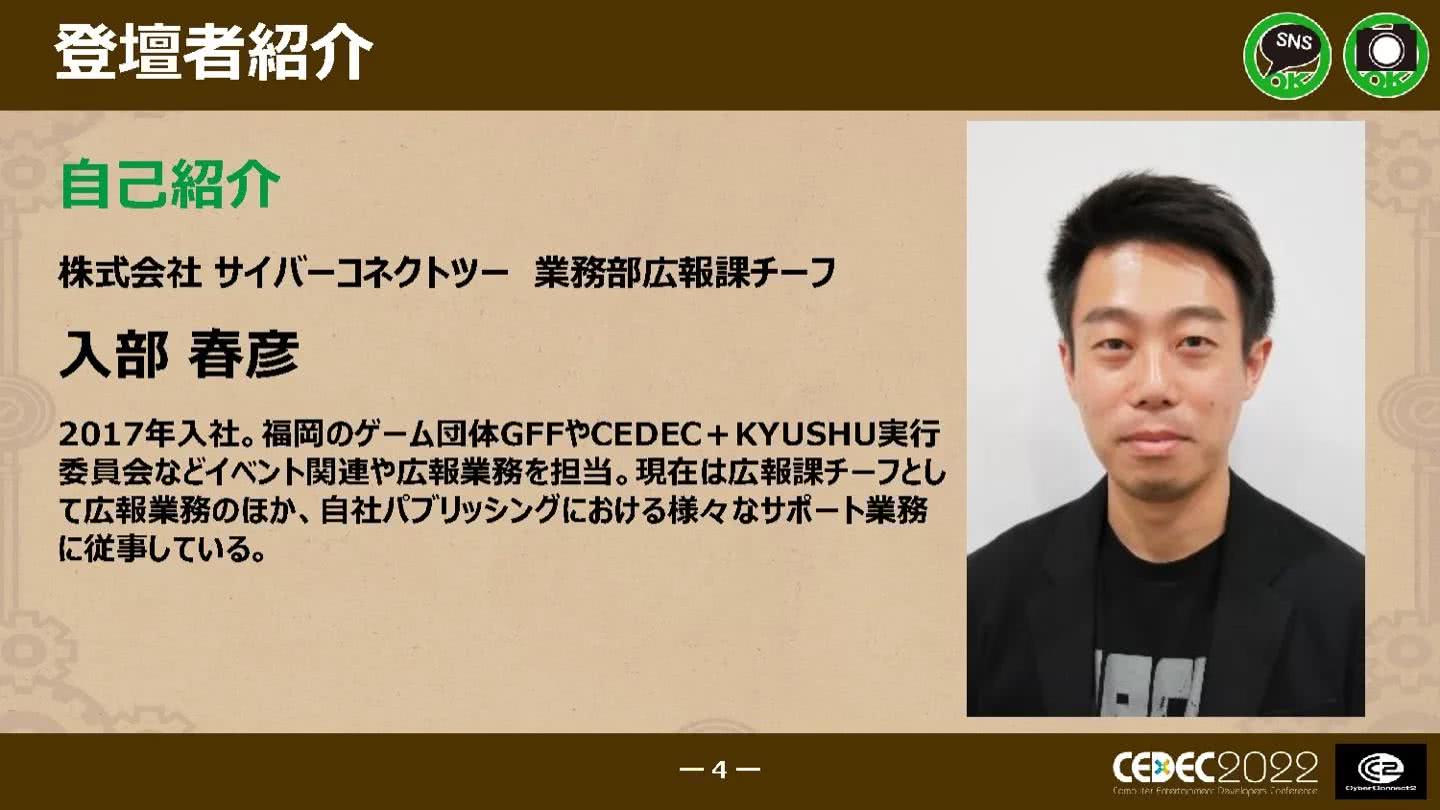 登壇者紹介
SNS
OK
OK
自己紹介
株式会社 サイバーコネクトツー 業務部広報課チーフ
入部 春彦
2017年入社。福岡のゲーム団体GFFやCEDEC+KYUSHU実行
委員会などイベント関連や広報業務を担当。現在は広報課チーフとし
て広報業務のほか、自社パブリッシングにおける様々なサポート業務
に従事している。
― 4 ―
CEDEC2022
Computer Entertainment Developers Conference
CyberConnect2